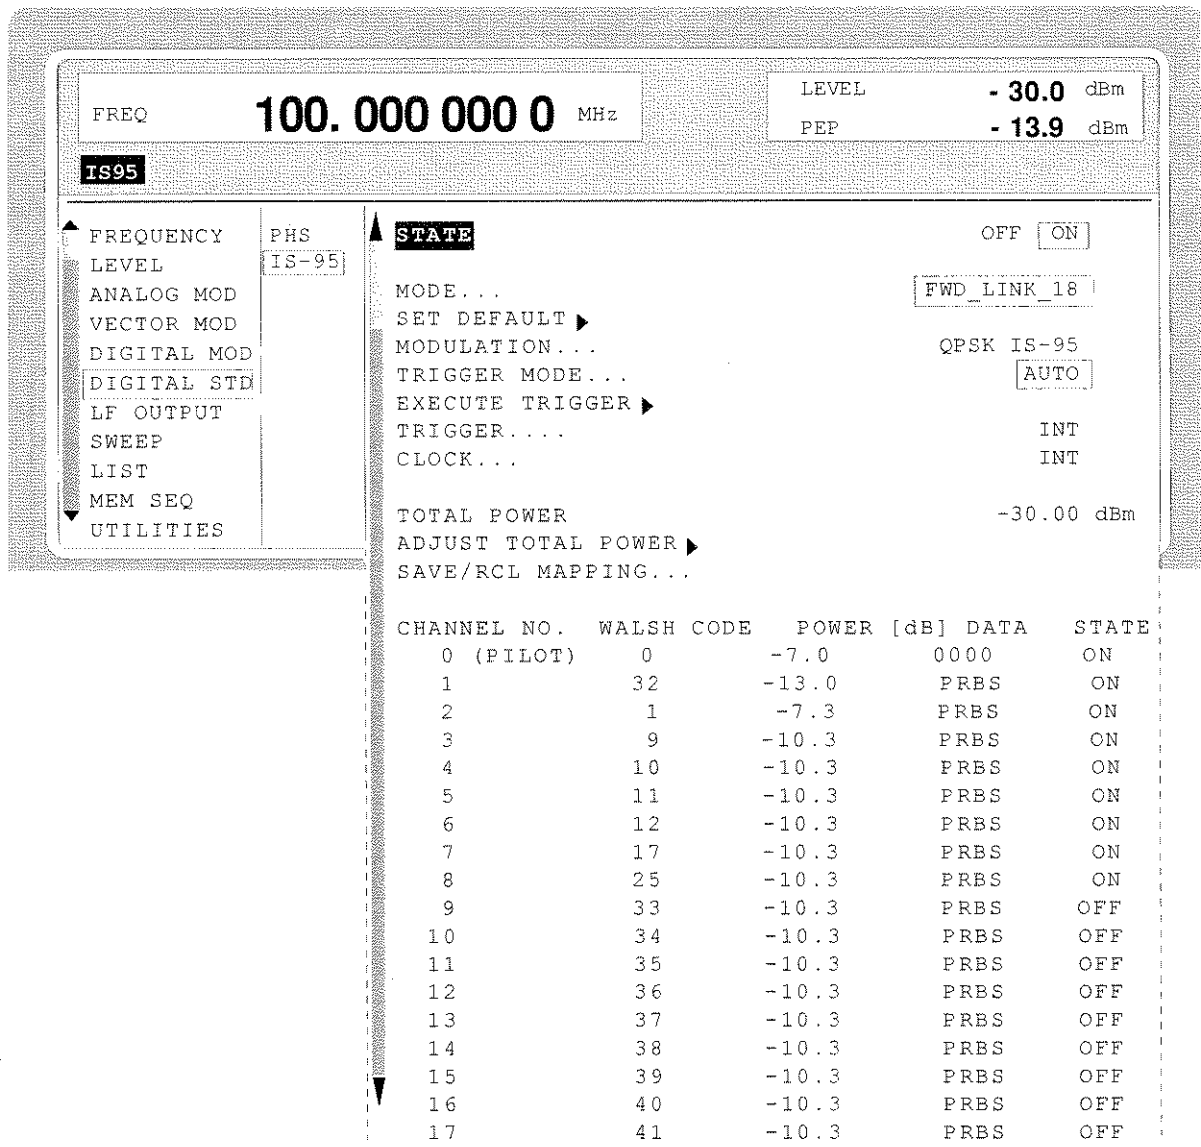 FREQ 100. 000 000 0 MHz
LEVEL - 30.0 dBm
PEP - 13.9 dBm
IS95
FREQUENCY
LEVEL
ANALOG MOD
VECTOR MOD
DIGITAL MOD
DIGITAL STD
LF OUTPUT
SWEEP
LIST
MEM SEQ
UTILITIES
PHS
IS-95
STATE OFF ON
MODE... FWD_LINK_18
SET DEFAULT
MODULATION... QPSK IS-95
TRIGGER MODE... AUTO
EXECUTE TRIGGER
TRIGGER.... INT
CLOCK... INT
TOTAL POWER -30.00 dBm
ADJUST TOTAL POWER
SAVE/RCL MAPPING...
CHANNEL NO. WALSH CODE POWER [dB] DATA STATE
0 (PILOT) 0 -7.0 0000 ON
1 32 -13.0 PRBS ON
2 1 -7.3 PRBS ON
3 9 -10.3 PRBS ON
4 10 -10.3 PRBS ON
5 11 -10.3 PRBS ON
6 12 -10.3 PRBS ON
7 17 -10.3 PRBS ON
8 25 -10.3 PRBS ON
9 33 -10.3 PRBS OFF
10 34 -10.3 PRBS OFF
11 35 -10.3 PRBS OFF
12 36 -10.3 PRBS OFF
13 37 -10.3 PRBS OFF
14 38 -10.3 PRBS OFF
15 39 -10.3 PRBS OFF
16 40 -10.3 PRBS OFF
17 41 -10.3 PRBS OFF